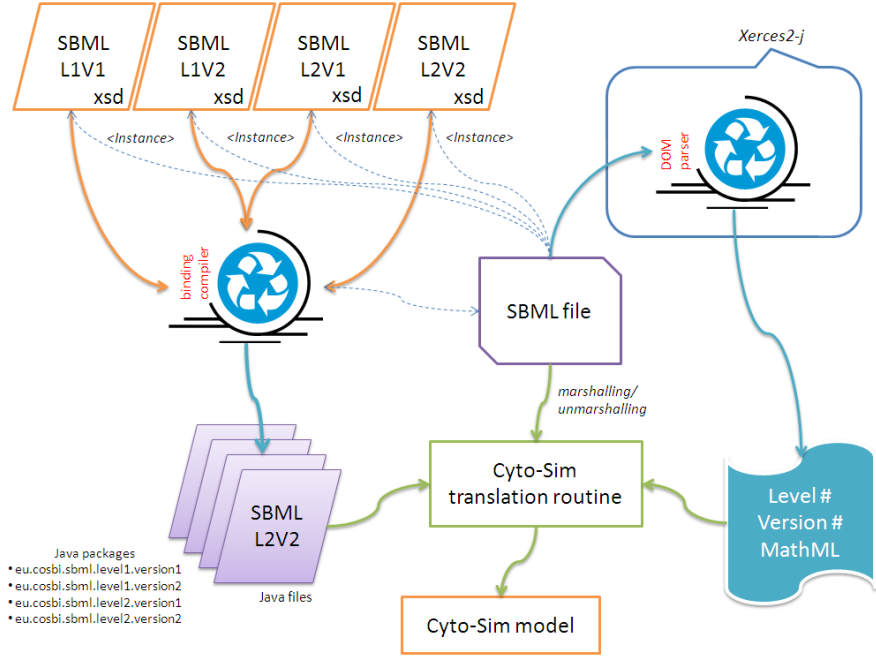 SBML
L1V1
xsd
SBML
L1V2
xsd
SBML
L2V1
xsd
SBML
L2V2
xsd
Xerces2-j
<Instance>
<Instance>
<Instance>
<Instance>
DOM
parser
binding
compiler
SBML file
marshalling/
unmarshalling
Cyto-Sim
translation routine
Level #
Version #
MathML
SBML
L2V2
Java packages
• eu.cosbi.sbml.level1.version1
• eu.cosbi.sbml.level1.version2
• eu.cosbi.sbml.level2.version1
• eu.cosbi.sbml.level2.version2
Java files
Cyto-Sim model